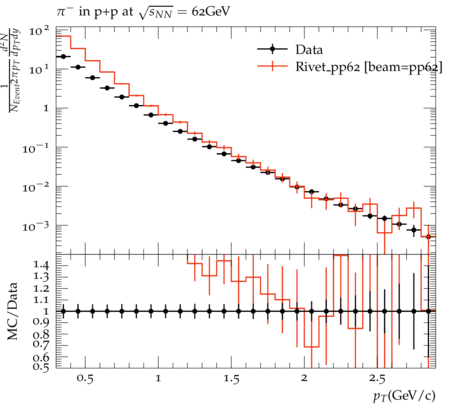 π⁻ in p+p at √s_NN = 62GeV
1/(N_Event 2πp_T) d²N/(dp_T dy)
Data
Rivet_pp62 [beam=pp62]
10²
10
1
10⁻¹
10⁻²
10⁻³
MC/Data
1.4
1.3
1.2
1.1
1
0.9
0.8
0.7
0.6
0.5
0.5 1 1.5 2 2.5
p_T(GeV/c)